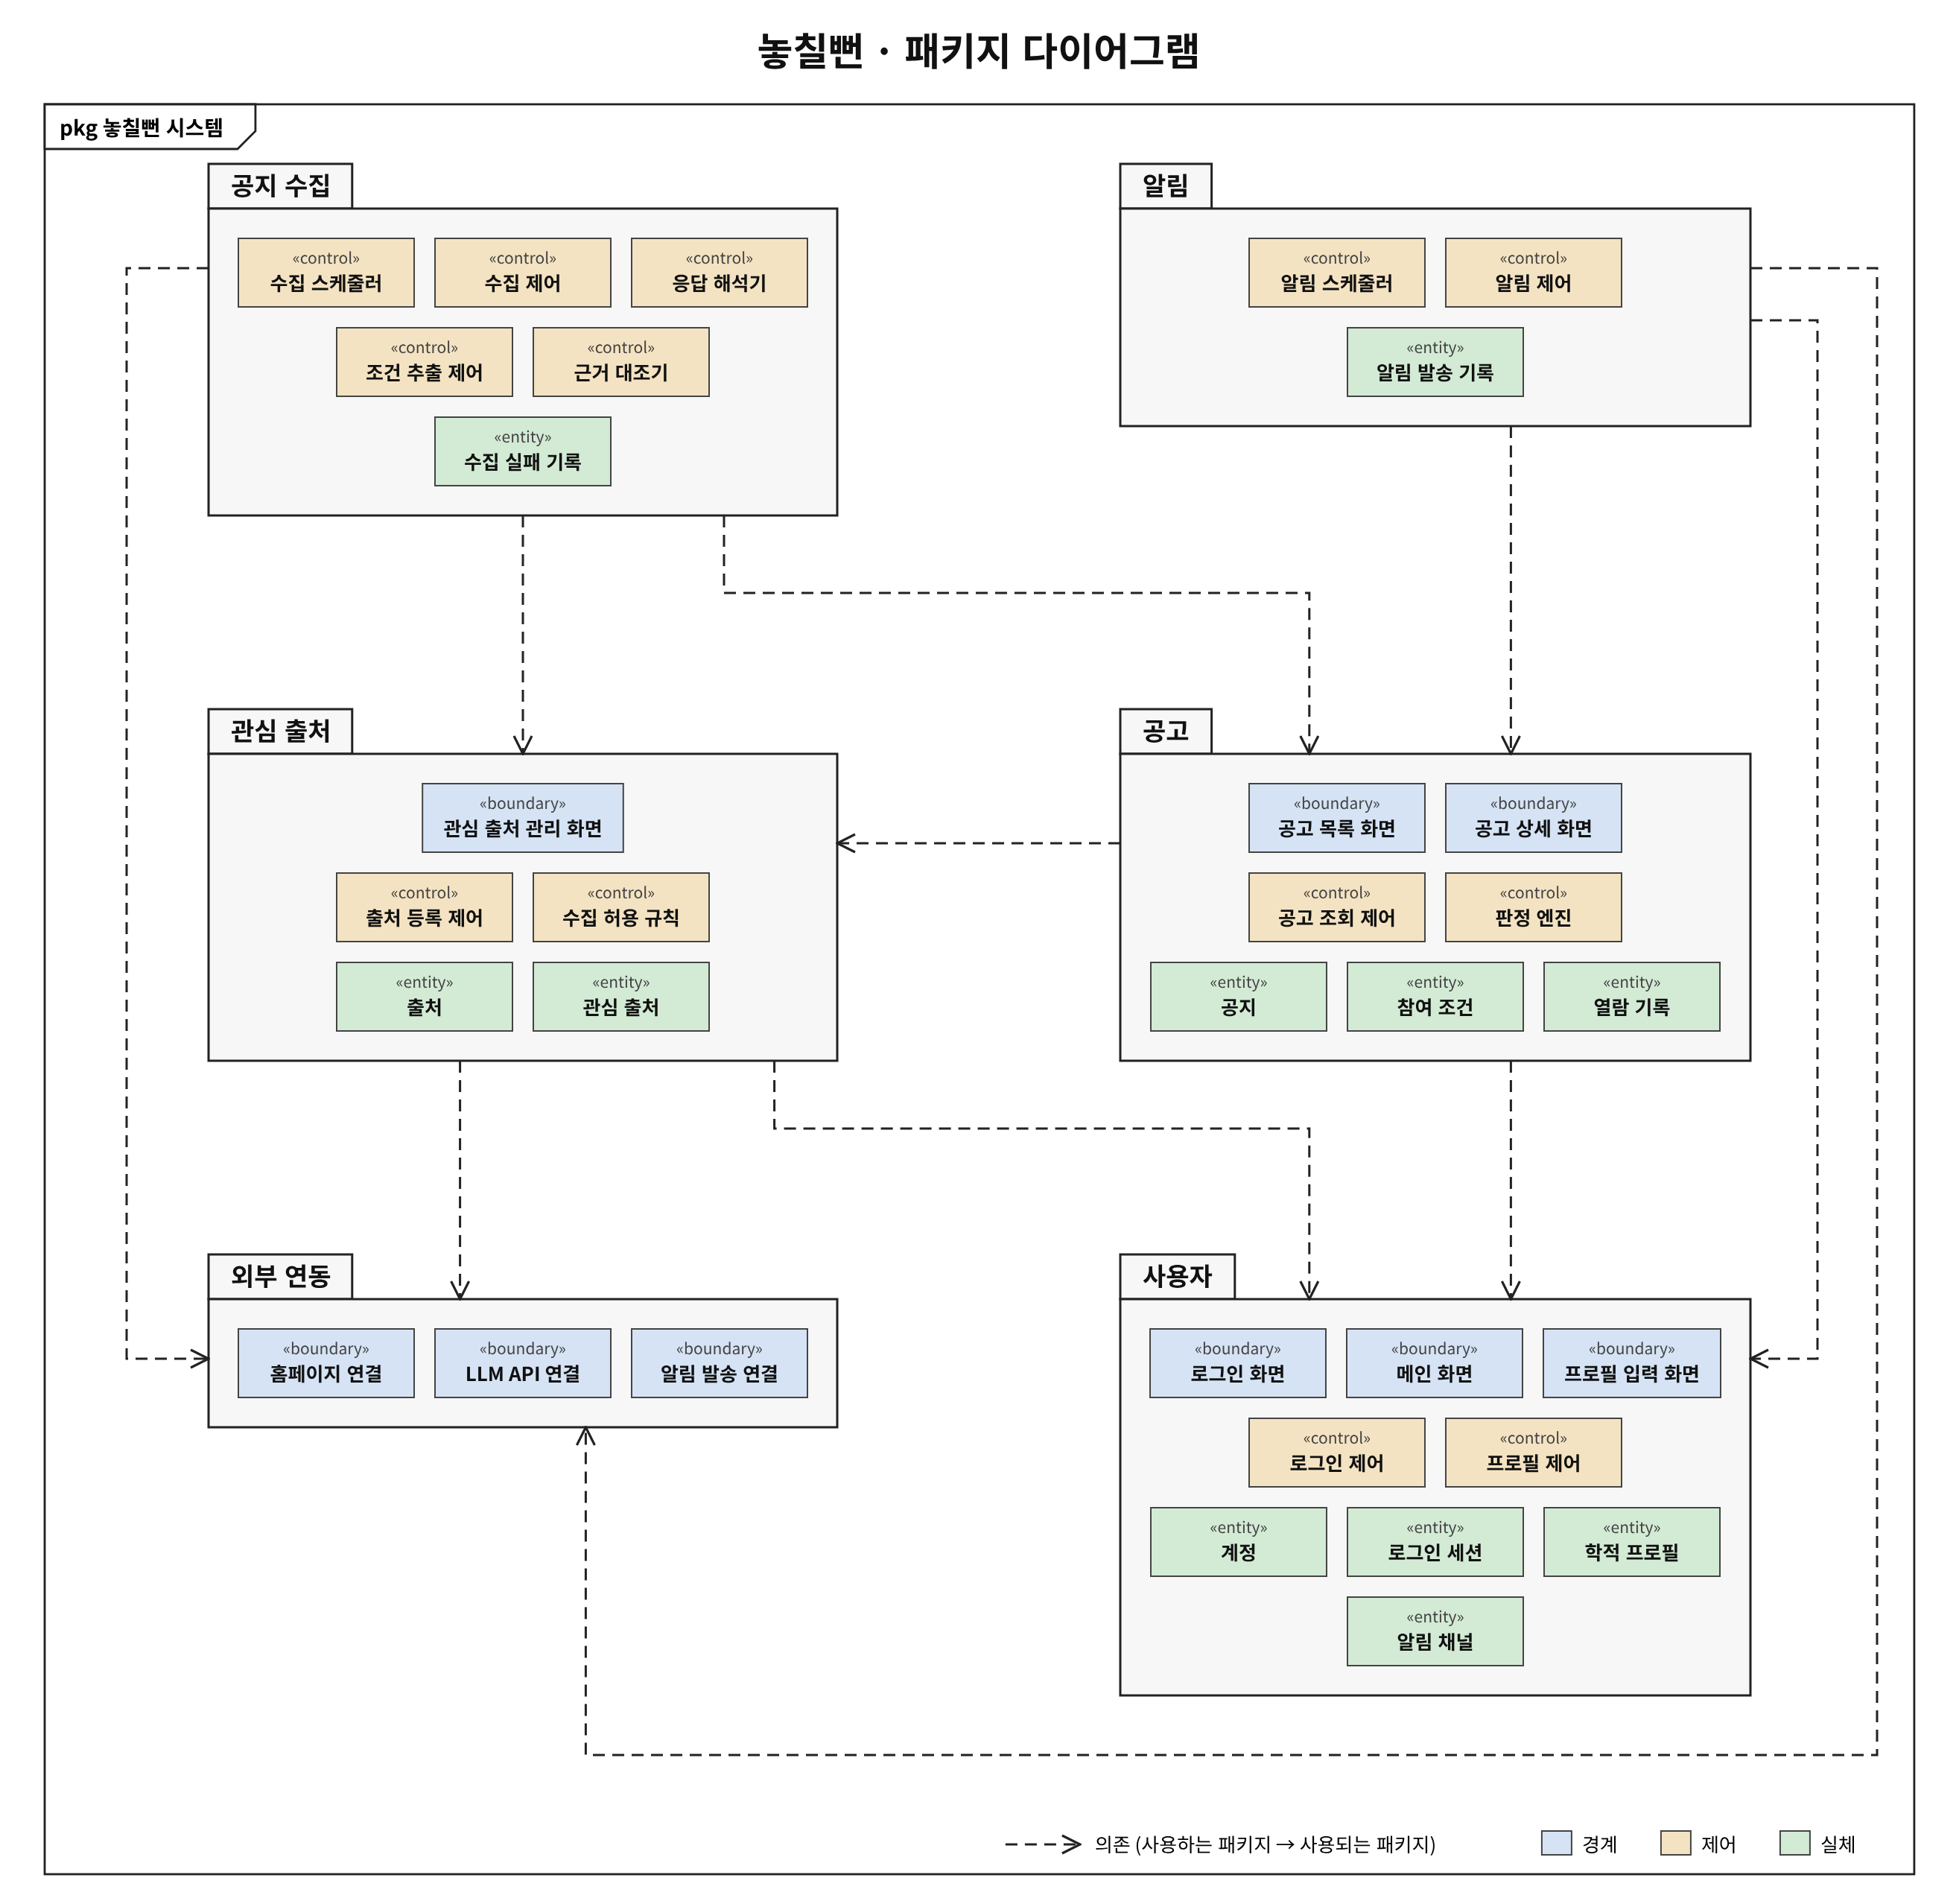 놓칠뻔 · 패키지 다이어그램
pkg 놓칠뻔 시스템
공지 수집
«control»
수집 스케줄러
«control»
수집 제어
«control»
응답 해석기
«control»
조건 추출 제어
«control»
근거 대조기
«entity»
수집 실패 기록
알림
«control»
알림 스케줄러
«control»
알림 제어
«entity»
알림 발송 기록
관심 출처
«boundary»
관심 출처 관리 화면
«control»
출처 등록 제어
«control»
수집 허용 규칙
«entity»
출처
«entity»
관심 출처
공고
«boundary»
공고 목록 화면
«boundary»
공고 상세 화면
«control»
공고 조회 제어
«control»
판정 엔진
«entity»
공지
«entity»
참여 조건
«entity»
열람 기록
외부 연동
«boundary»
홈페이지 연결
«boundary»
LLM API 연결
«boundary»
알림 발송 연결
사용자
«boundary»
로그인 화면
«boundary»
메인 화면
«boundary»
프로필 입력 화면
«control»
로그인 제어
«control»
프로필 제어
«entity»
계정
«entity»
로그인 세션
«entity»
학적 프로필
«entity»
알림 채널
의존 (사용하는 패키지 → 사용되는 패키지)
경계
제어
실체